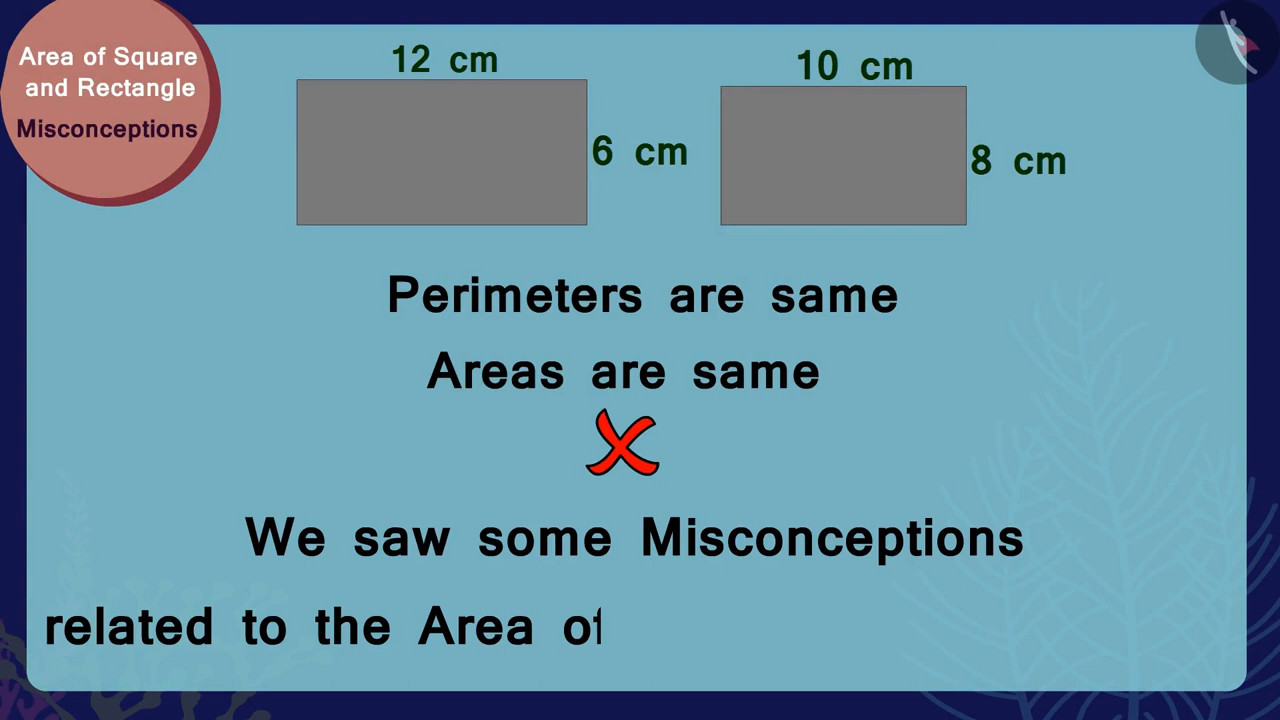 Area of Square
and Rectangle
Misconceptions
12 cm
6 cm
10 cm
8 cm
Perimeters are same
Areas are same
We saw some Misconceptions
related to the Area of